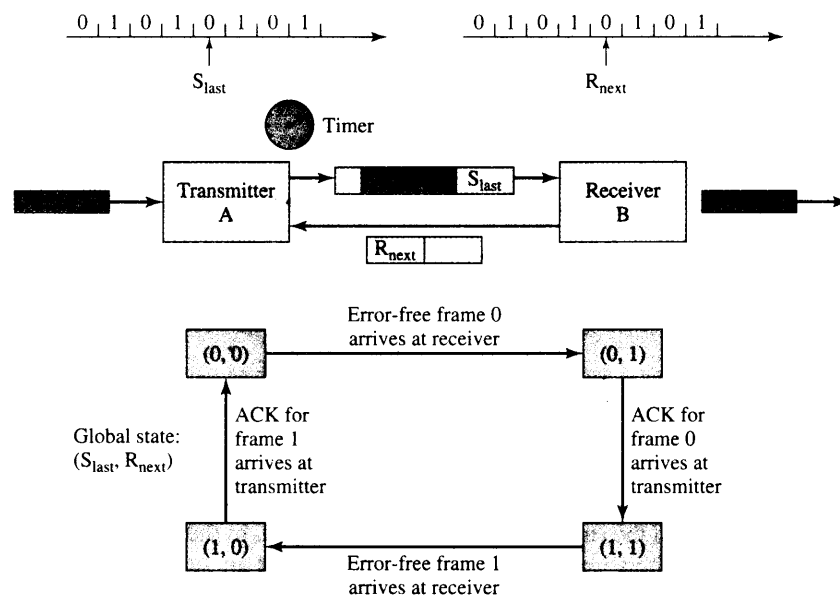 0 1 0 1 0 1 0 1
0 1 0 1 0 1 0 1
S_last
R_next
Timer
Transmitter
A
S_last
Receiver
B
R_next
Error-free frame 0
arrives at receiver
(0, 0)
(0, 1)
Global state:
(S_last, R_next)
ACK for
frame 1
arrives at
transmitter
ACK for
frame 0
arrives at
transmitter
(1, 0)
(1, 1)
Error-free frame 1
arrives at receiver